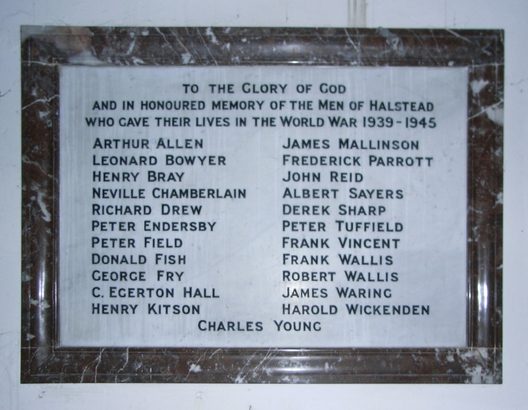 TO THE GLORY OF GOD
AND IN HONOURED MEMORY OF THE MEN OF HALSTEAD
WHO GAVE THEIR LIVES IN THE WORLD WAR 1939-1945
ARTHUR ALLEN
LEONARD BOWYER
HENRY BRAY
NEVILLE CHAMBERLAIN
RICHARD DREW
PETER ENDERSBY
PETER FIELD
DONALD FISH
GEORGE FRY
C. EGERTON HALL
HENRY KITSON
JAMES MALLINSON
FREDERICK PARROTT
JOHN REID
ALBERT SAYERS
DEREK SHARP
PETER TUFFIELD
FRANK VINCENT
FRANK WALLIS
ROBERT WALLIS
JAMES WARING
HAROLD WICKENDEN
CHARLES YOUNG